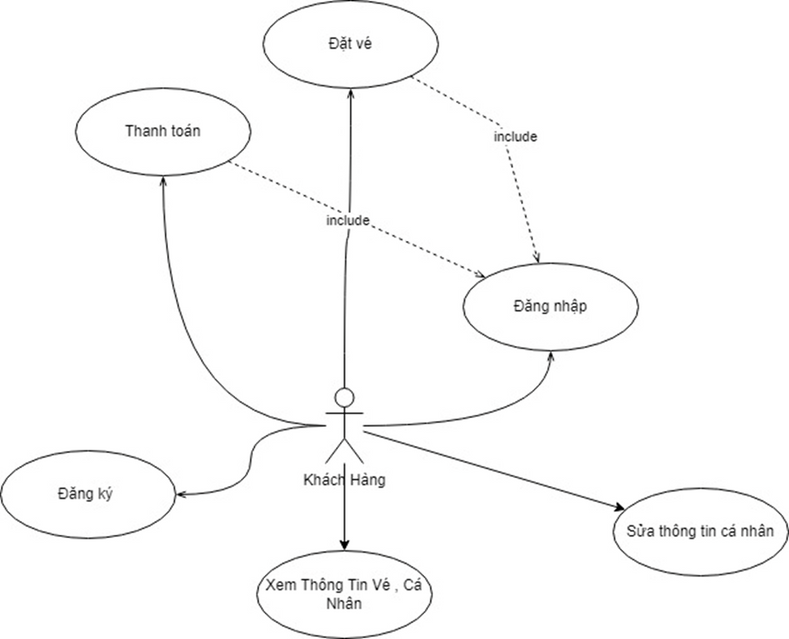 Đặt vé
Thanh toán
include
include
Đăng nhập
Khách Hàng
Đăng ký
Sửa thông tin cá nhân
Xem Thông Tin Vé , Cá
Nhân